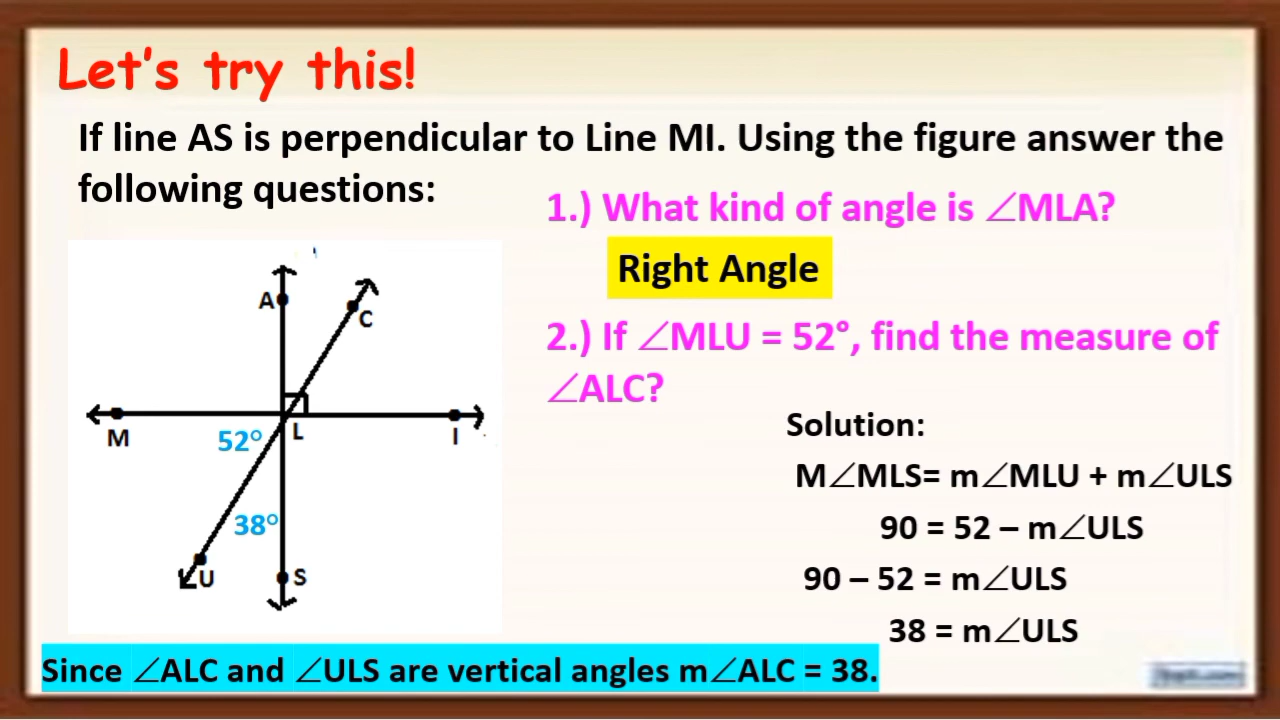 Let's try this!
If line AS is perpendicular to Line MI. Using the figure answer the
following questions:
1.) What kind of angle is ∠MLA?
Right Angle
2.) If ∠MLU = 52°, find the measure of
∠ALC?
A
C
M
52°
L
I
38°
U
S
Solution:
M∠MLS= m∠MLU + m∠ULS
90 = 52 – m∠ULS
90 – 52 = m∠ULS
38 = m∠ULS
Since ∠ALC and ∠ULS are vertical angles m∠ALC = 38.